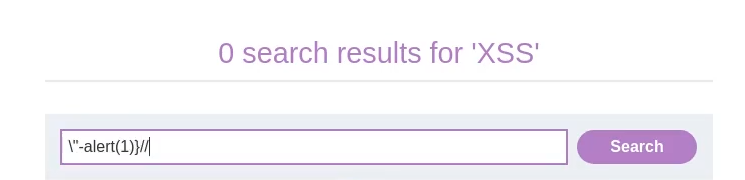 0 search results for 'XSS'
\"-alert(1)}//
Search